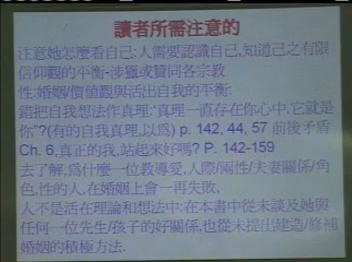 讀者所需注意的
注意她怎麼看自己:人需要認識自己,知道己之有限
信仰觀的平衡-涉獵或贊同各宗教
性:婚姻/價值觀與活出自我的平衡:
錯把自我想法作真理:“真理一直存在你心中,它就是
你”?(有的自我真理,以為) p. 142, 44, 57 前後矛盾
Ch. 6,真正的我,站起來好嗎? P. 142-159
去了解,為什麼一位教導愛,人際/兩性/夫妻關係/角
色,性的人,在婚姻上會一再失敗,
人不是活在理論和想法中:在本書中從未談及她與
任何一位先生/孩子的好關係,也從未提出建造/修補
婚姻的積極方法.